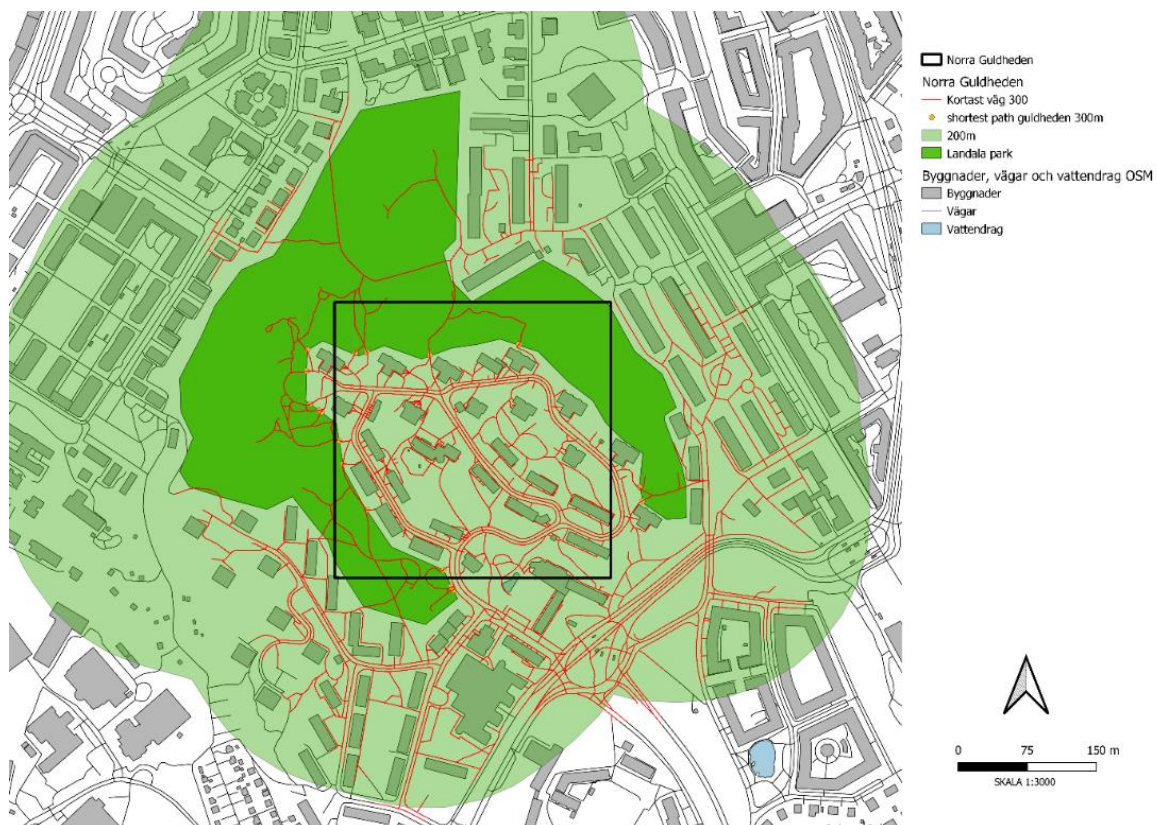 Norra Guldheden
Norra Guldheden
Kortast väg 300
shortest path guldheden 300m
200m
Landala park
Byggnader, vägar och vattendrag OSM
Byggnader
Vägar
Vattendrag
0 75 150 m
SKALA 1:3000